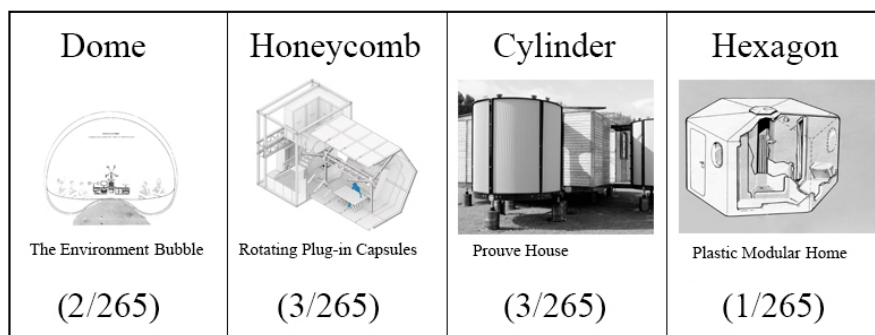 Dome
Honeycomb
Cylinder
Hexagon
The Environment Bubble
Rotating Plug-in Capsules
Prouve House
Plastic Modular Home
(2/265)
(3/265)
(3/265)
(1/265)